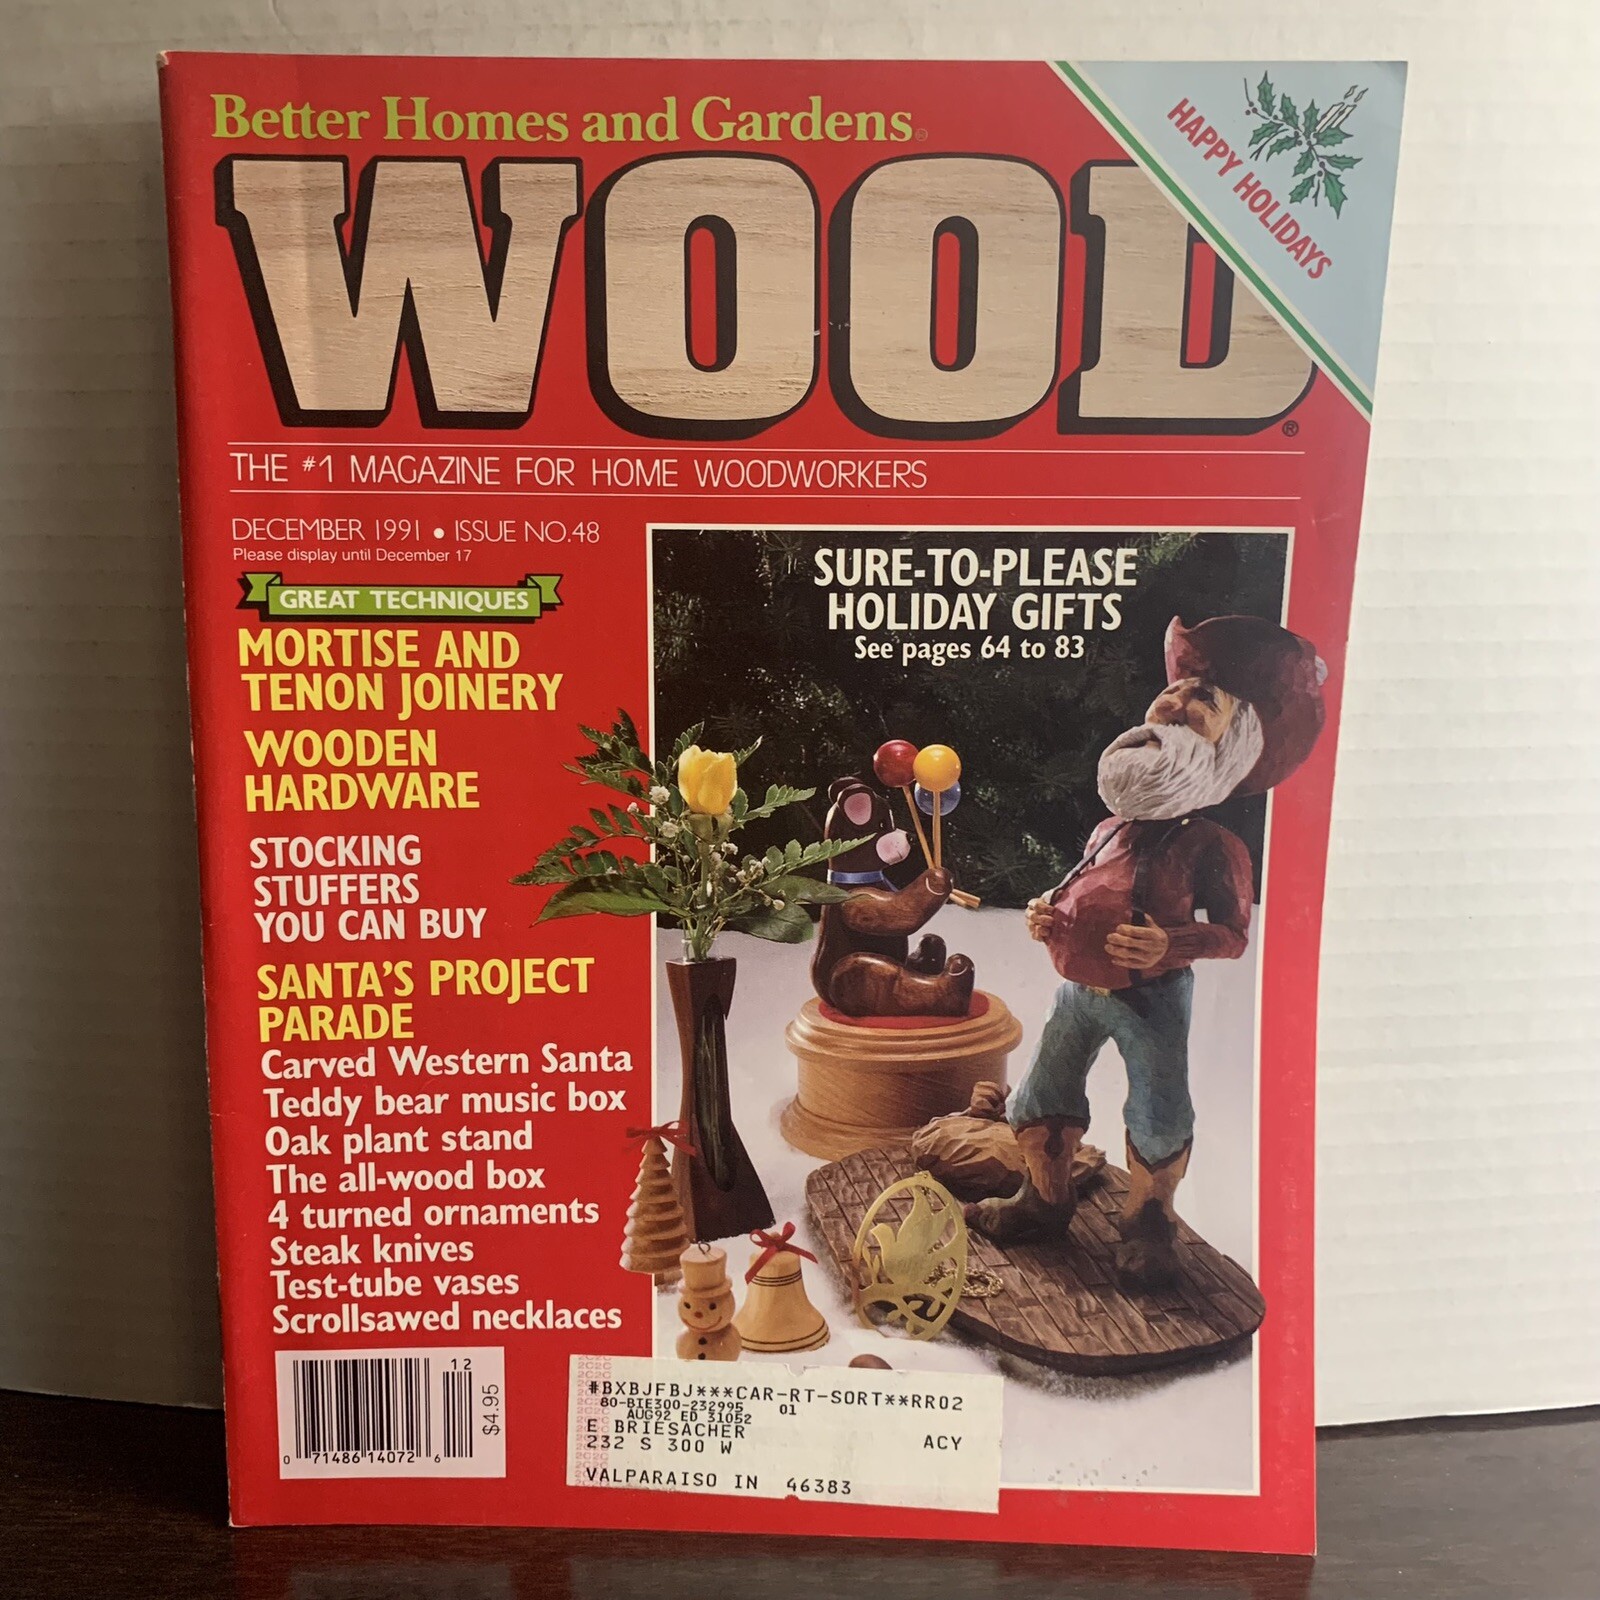 Better Homes and Gardens
WOOD®
HAPPY HOLIDAYS
THE #1 MAGAZINE FOR HOME WOODWORKERS
DECEMBER 1991 • ISSUE NO.48
Please display until December 17
GREAT TECHNIQUES
MORTISE AND
TENON JOINERY
WOODEN
HARDWARE
STOCKING
STUFFERS
YOU CAN BUY
SANTA'S PROJECT
PARADE
Carved Western Santa
Teddy bear music box
Oak plant stand
The all-wood box
4 turned ornaments
Steak knives
Test-tube vases
Scrollsawed necklaces
SURE-TO-PLEASE
HOLIDAY GIFTS
See pages 64 to 83
12
$4.95
0 71486 14072 6
#BXBJFBJ***CAR-RT-SORT**RR02
80-BIE300-232995 01
AUG92 ED 31052
E BRIESACHER
232 S 300 W ACY
VALPARAISO IN 46383